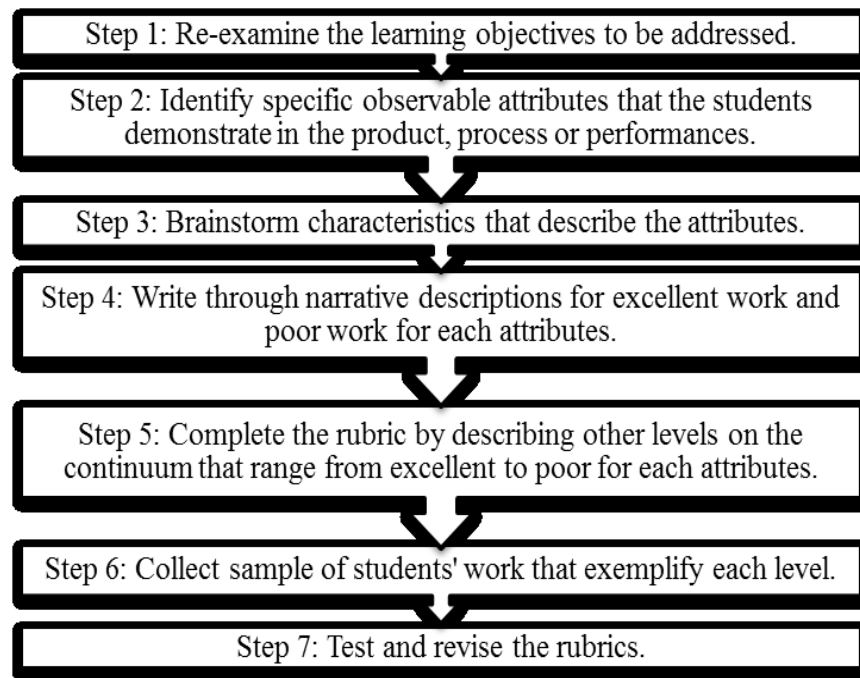 Step 1: Re-examine the learning objectives to be addressed.
Step 2: Identify specific observable attributes that the students
demonstrate in the product, process or performances.
Step 3: Brainstorm characteristics that describe the attributes.
Step 4: Write through narrative descriptions for excellent work and
poor work for each attributes.
Step 5: Complete the rubric by describing other levels on the
continuum that range from excellent to poor for each attributes.
Step 6: Collect sample of students' work that exemplify each level.
Step 7: Test and revise the rubrics.